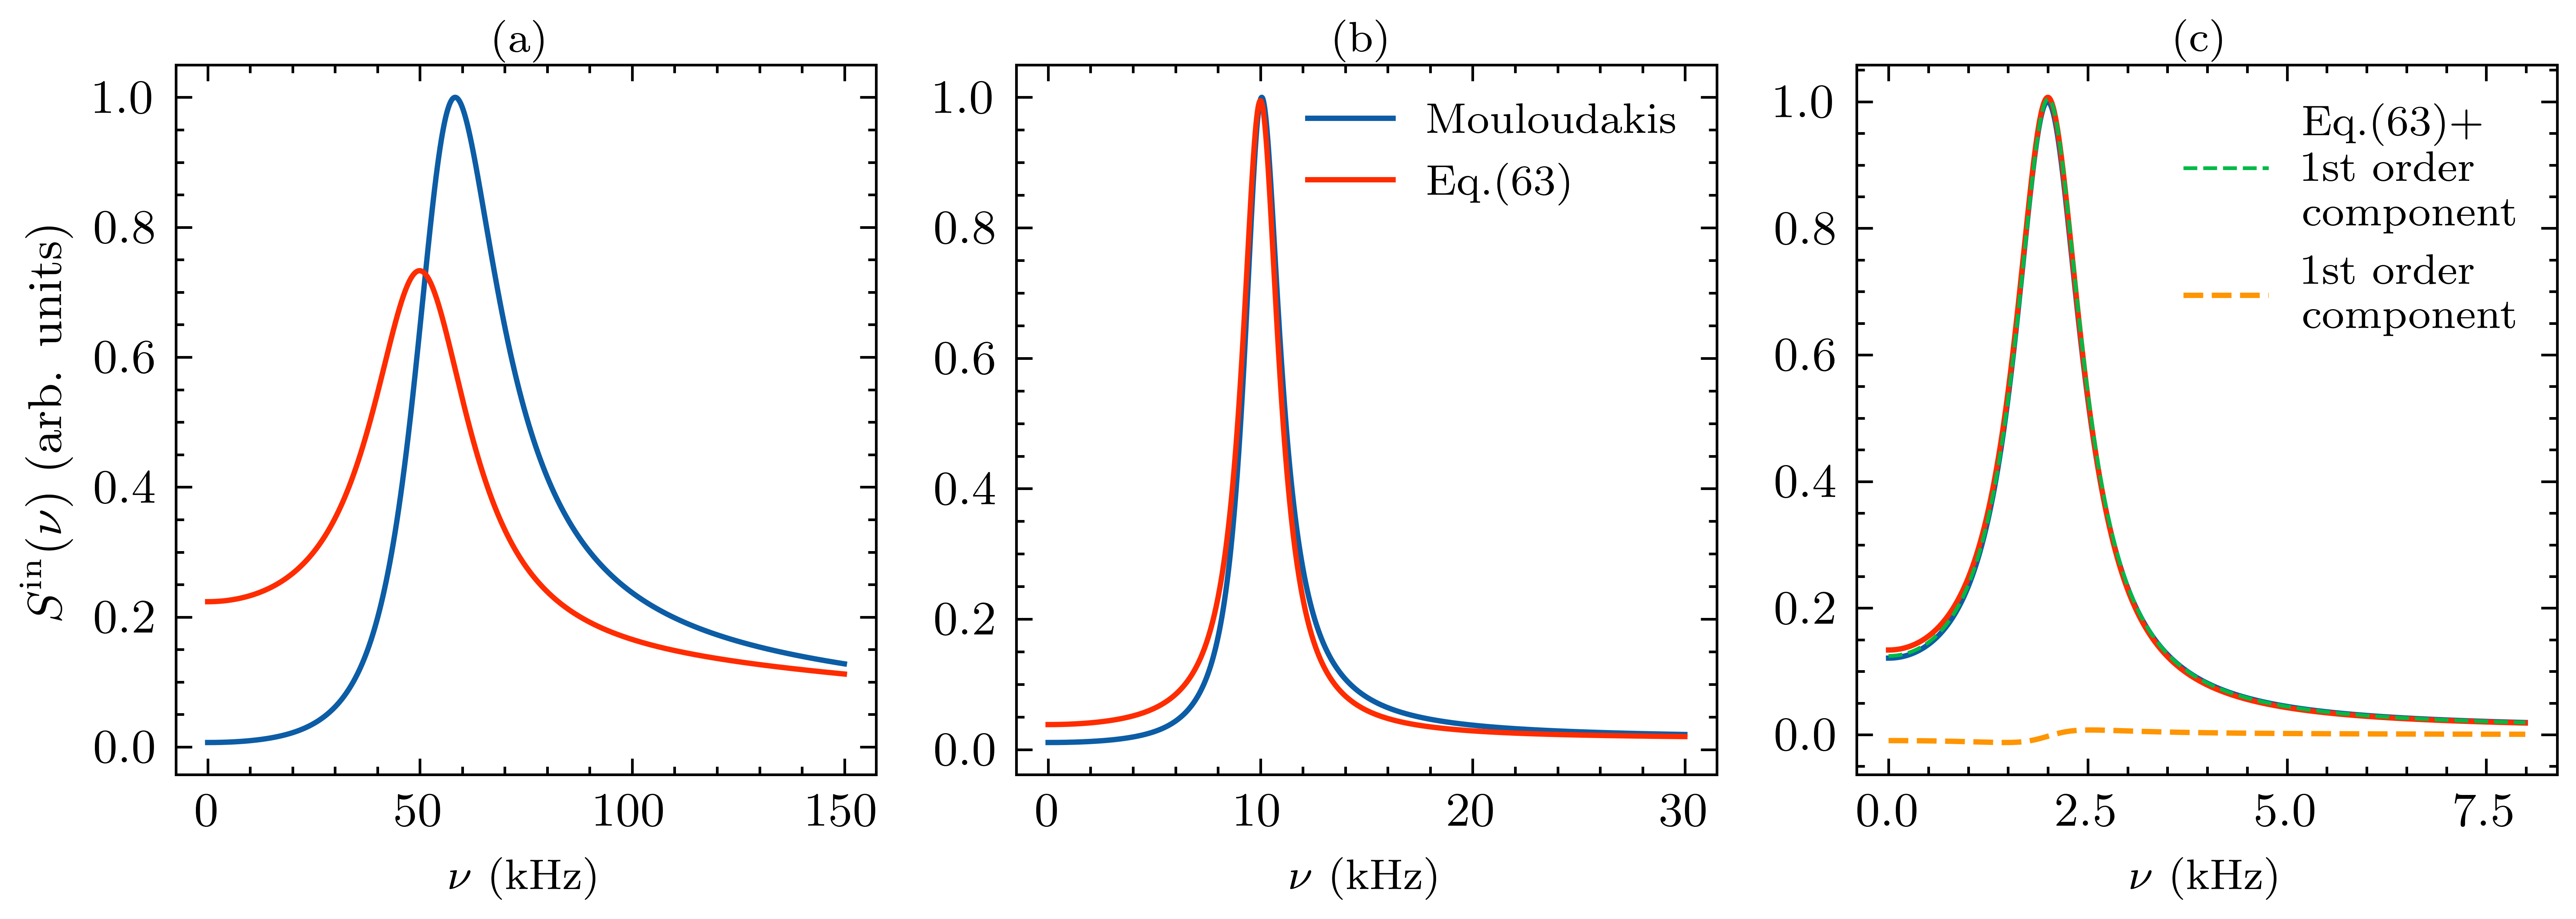 (a)
(b)
(c)
S^in(ν) (arb. units)
1.0
0.8
0.6
0.4
0.2
0.0
0
50
100
150
ν (kHz)
1.0
0.8
0.6
0.4
0.2
0.0
Mouloudakis
Eq.(63)
0
10
20
30
ν (kHz)
1.0
0.8
0.6
0.4
0.2
0.0
Eq.(63)+
1st order
component
1st order
component
0.0
2.5
5.0
7.5
ν (kHz)